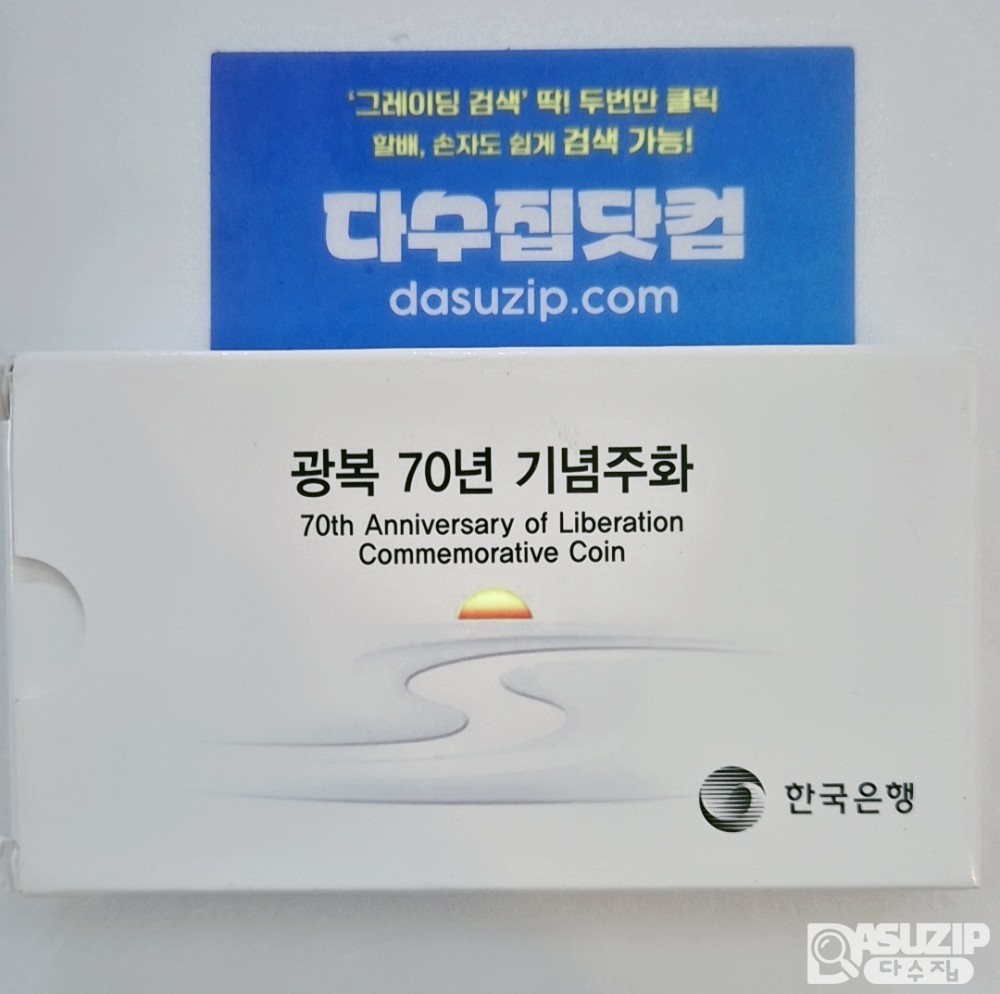 '그레이딩 검색' 딱! 두번만 클릭
할배, 손자도 쉽게 검색 가능!
다수집닷컴
dasuzip.com
광복 70년 기념주화
70th Anniversary of Liberation
Commemorative Coin
한국은행
DASUZIP
다수집